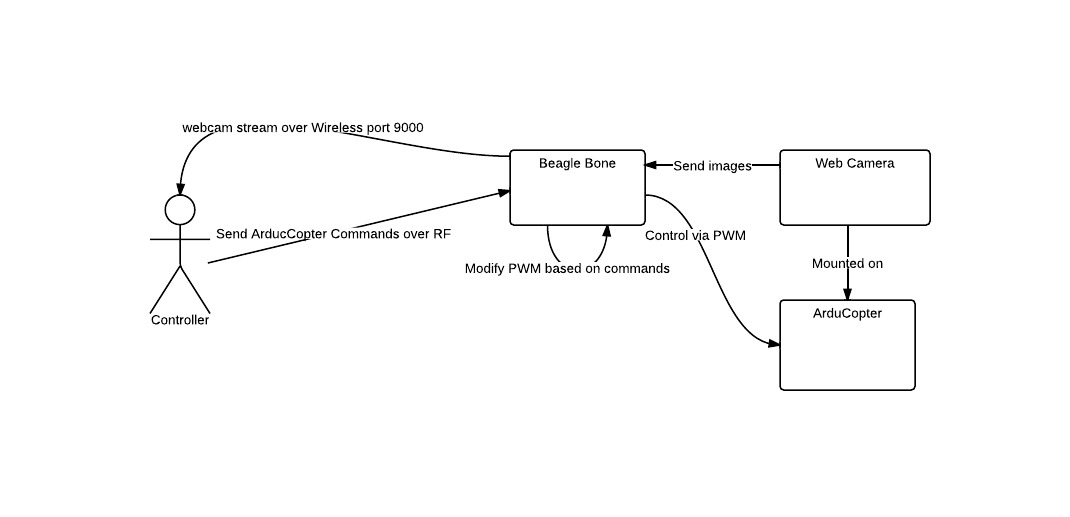 webcam stream over Wireless port 9000
Beagle Bone
Web Camera
Send images
Send ArducCopter Commands over RF
Control via PWM
Modify PWM based on commands
Mounted on
ArduCopter
Controller